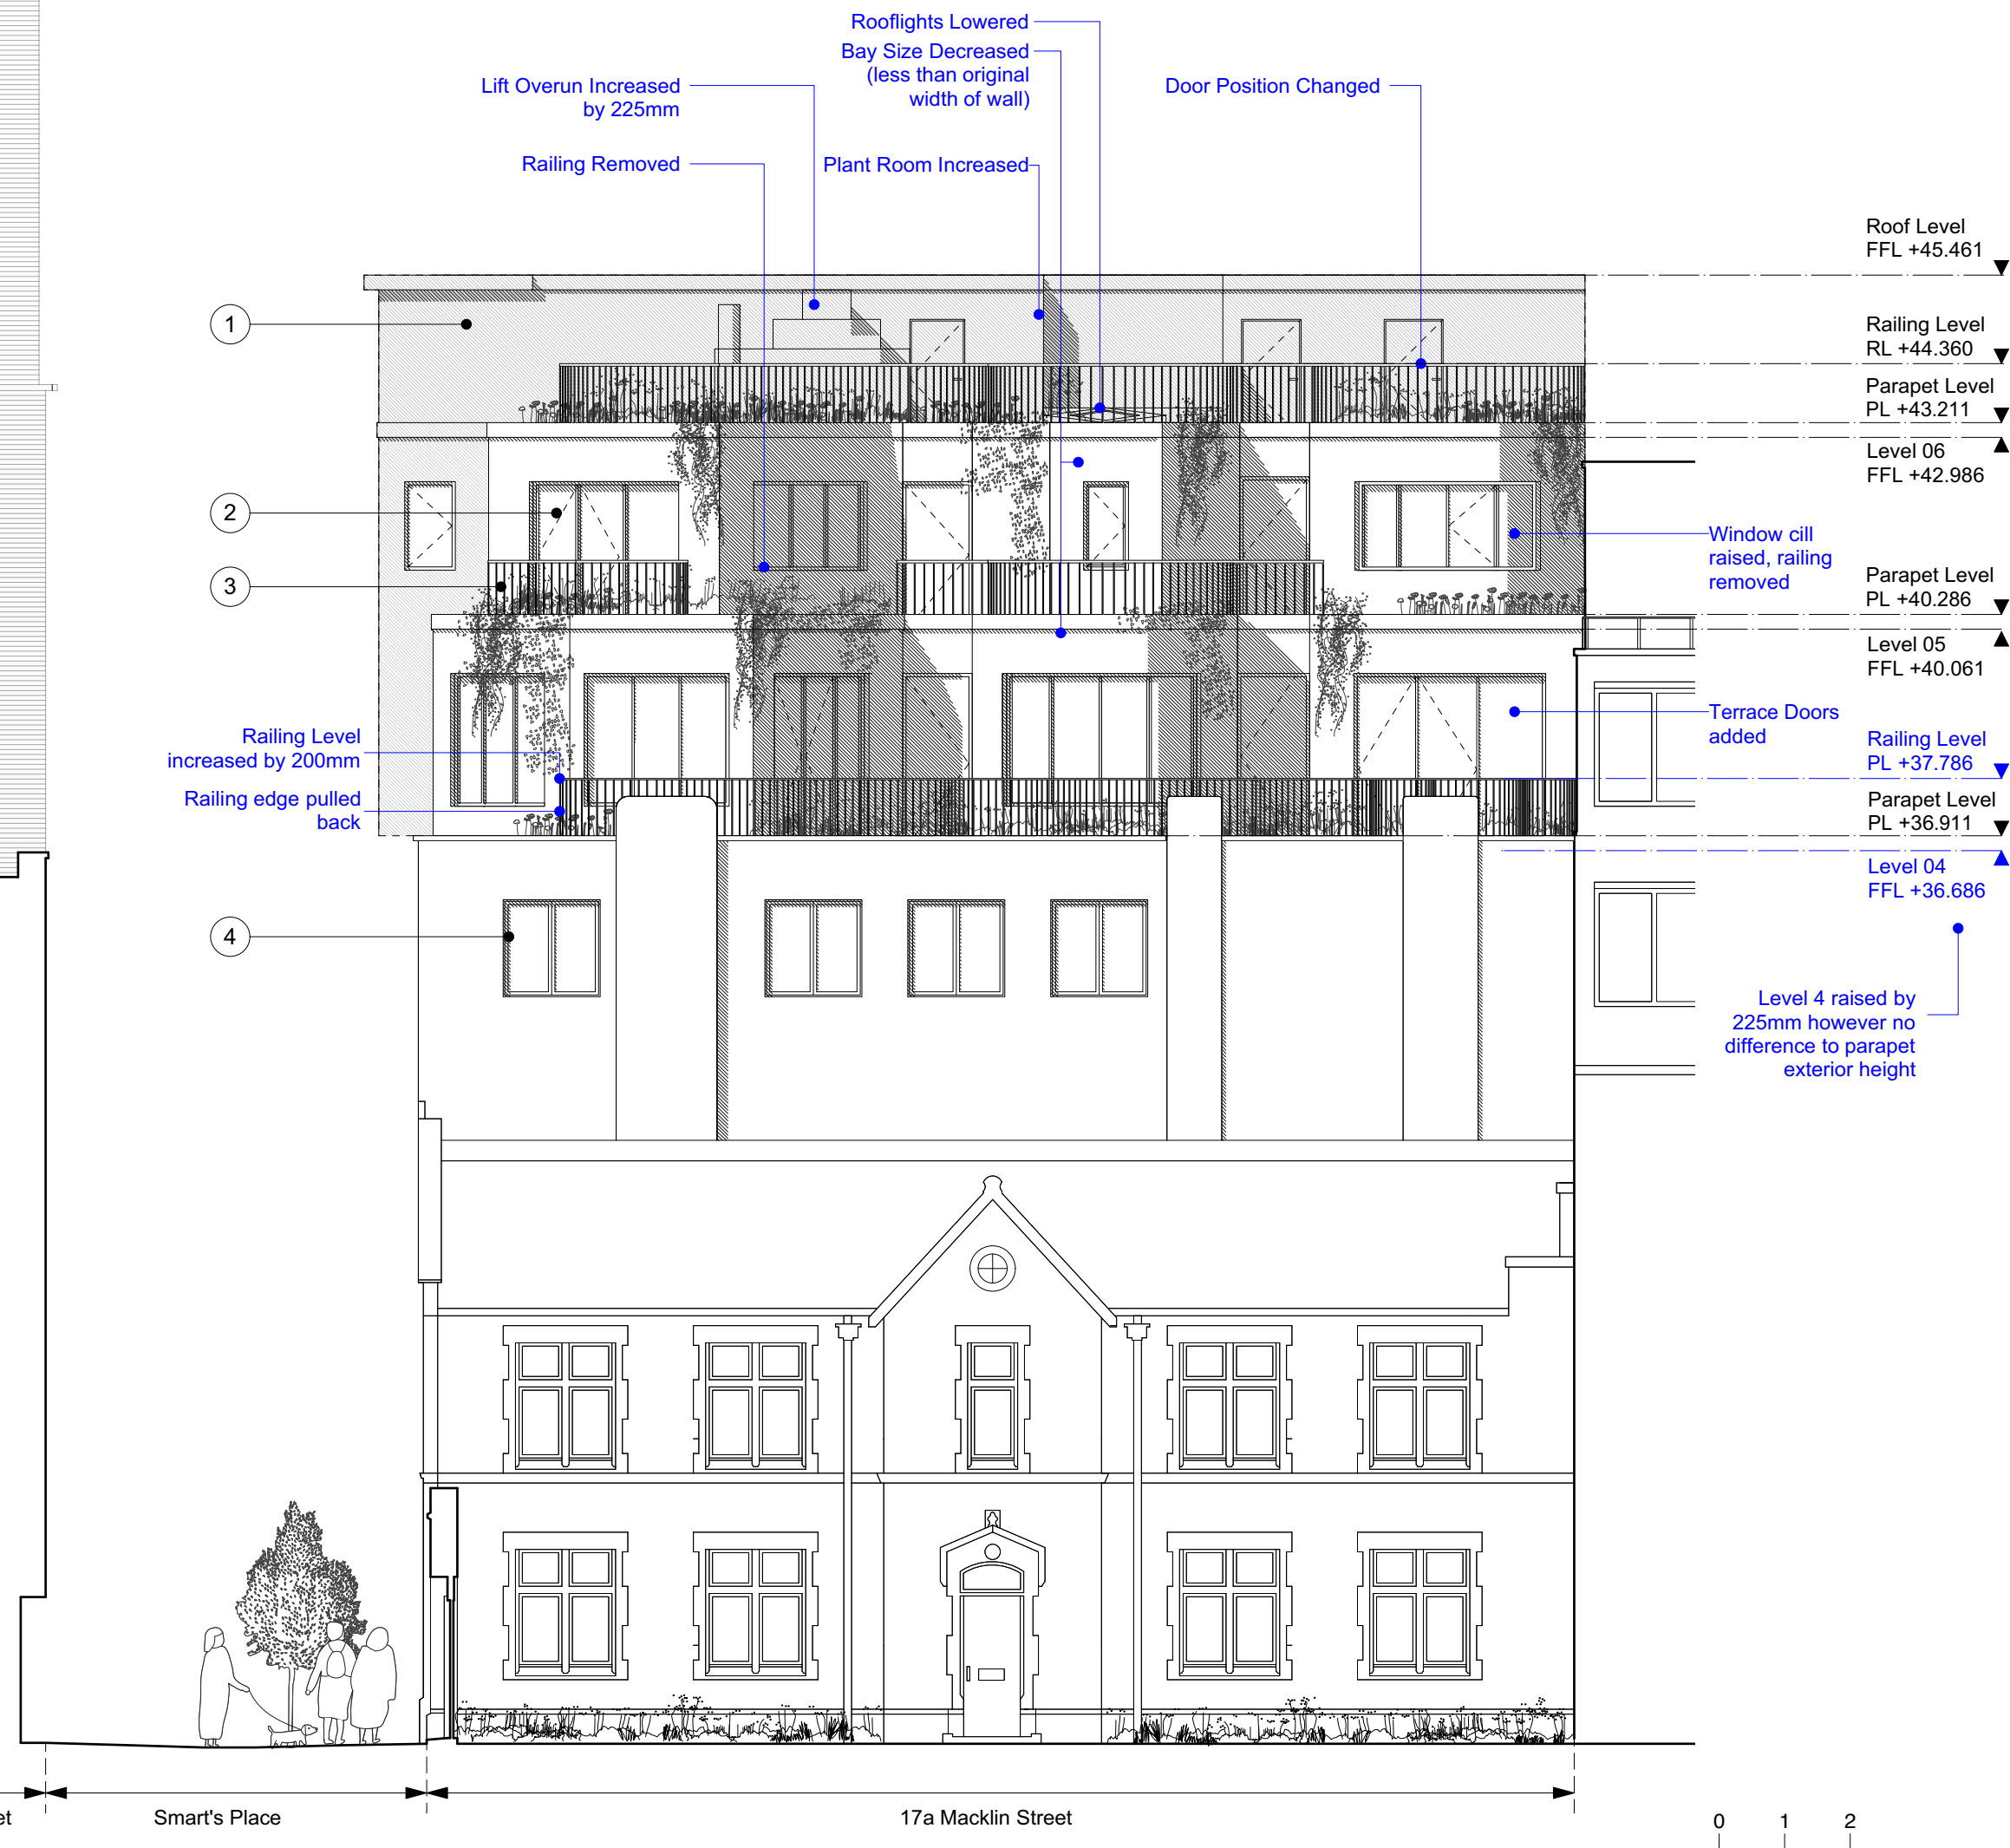 Rooflights Lowered
Bay Size Decreased
(less than original
width of wall)
Lift Overun Increased
by 225mm
Door Position Changed
Railing Removed
Plant Room Increased
Roof Level
FFL +45.461
1
Railing Level
RL +44.360
Parapet Level
PL +43.211
Level 06
FFL +42.986
2
Window cill
raised, railing
removed
3
Parapet Level
PL +40.286
Level 05
FFL +40.061
Terrace Doors
added
Railing Level
increased by 200mm
Railing Level
PL +37.786
Railing edge pulled
back
Parapet Level
PL +36.911
Level 04
FFL +36.686
4
Level 4 raised by
225mm however no
difference to parapet
exterior height
Smart's Place
17a Macklin Street
0 1 2